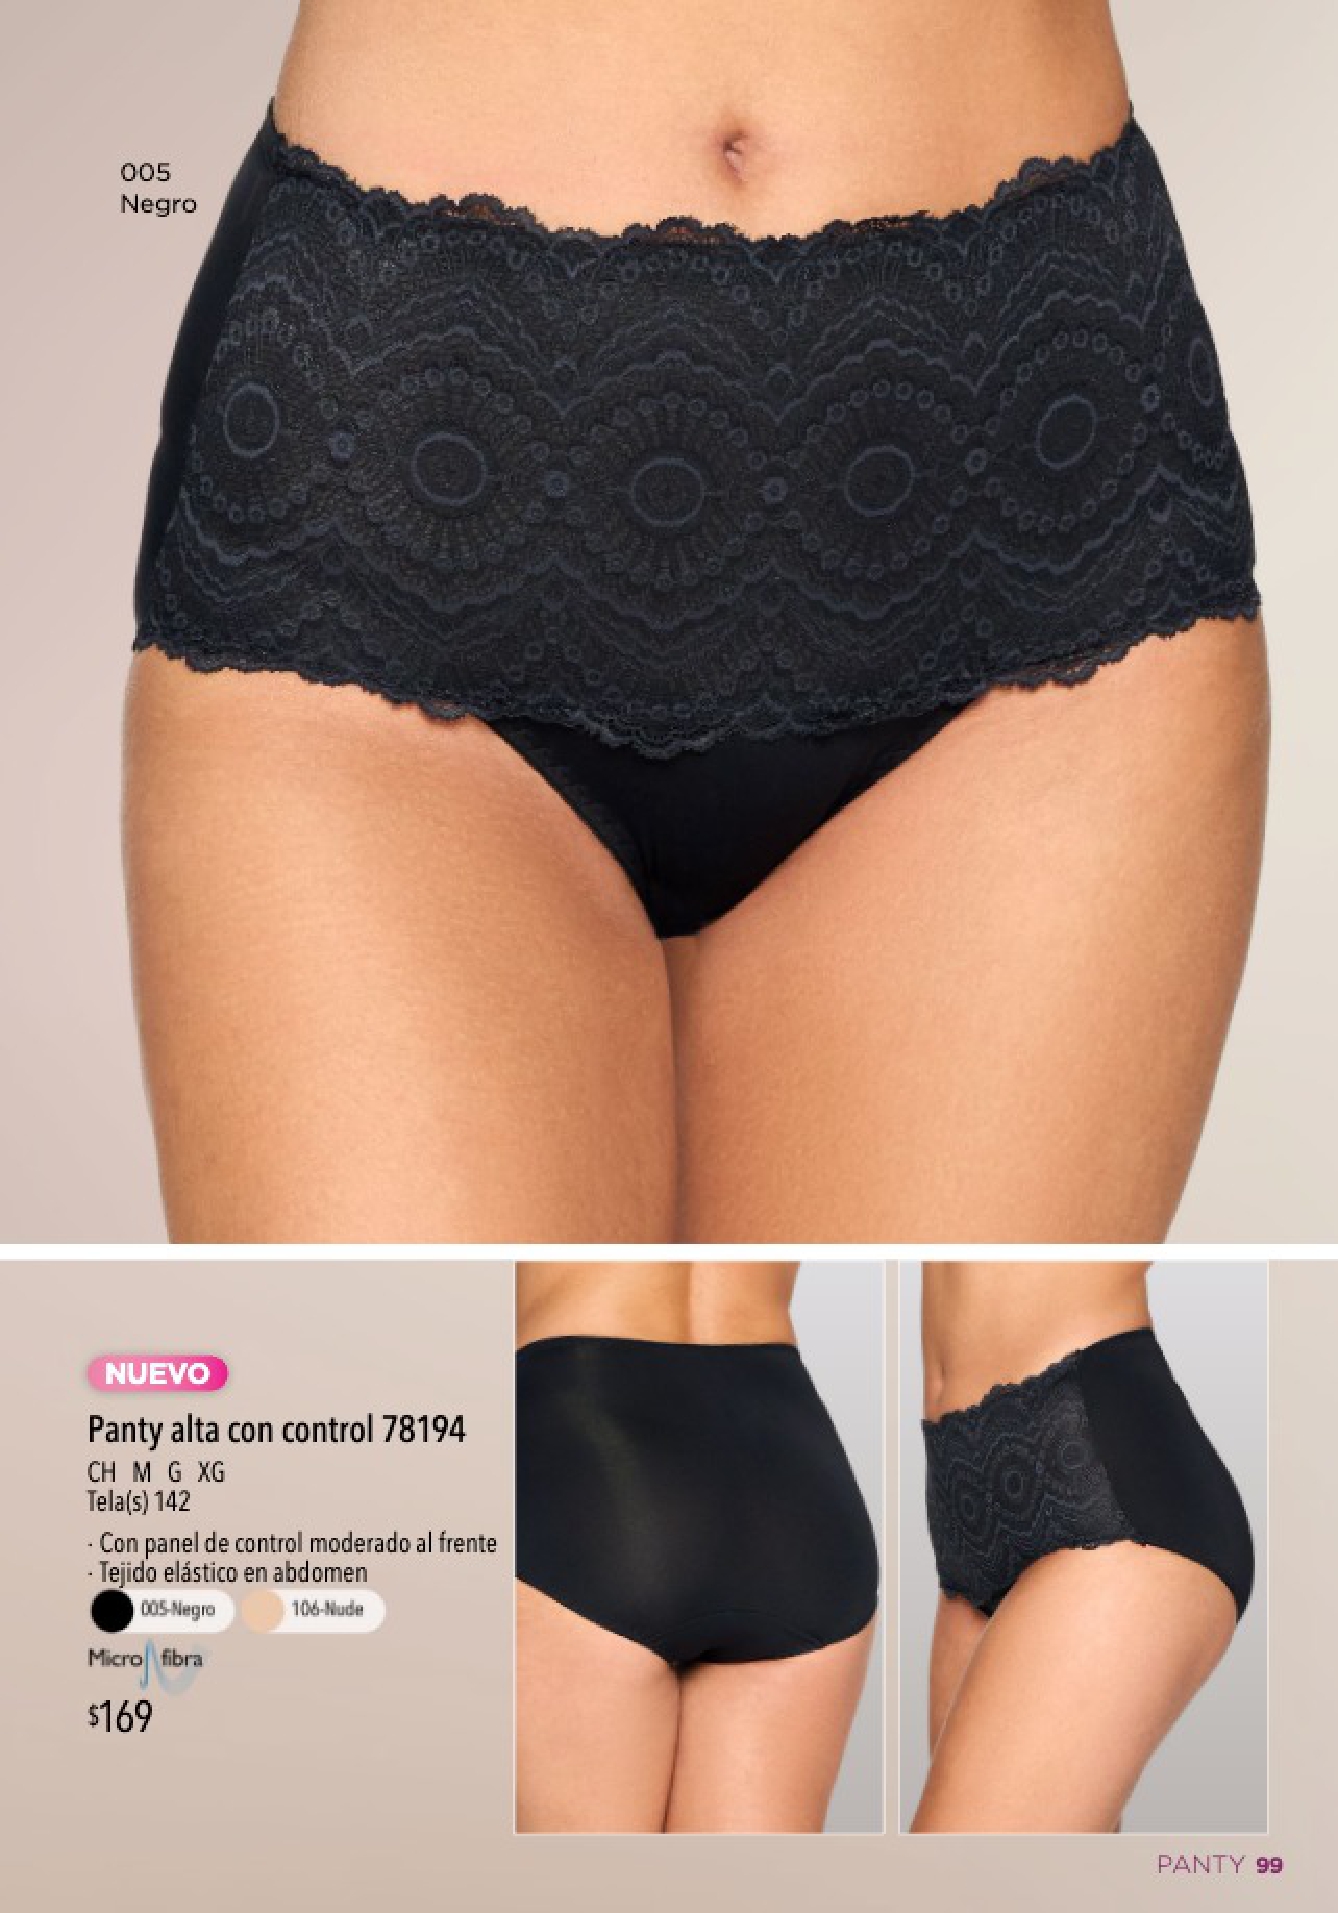 005
Negro
NUEVO
Panty alta con control 78194
CH M G XG
Tela(s) 142
· Con panel de control moderado al frente
· Tejido elástico en abdomen
005-Negro 106-Nude
Micro fibra
$169
PANTY 99